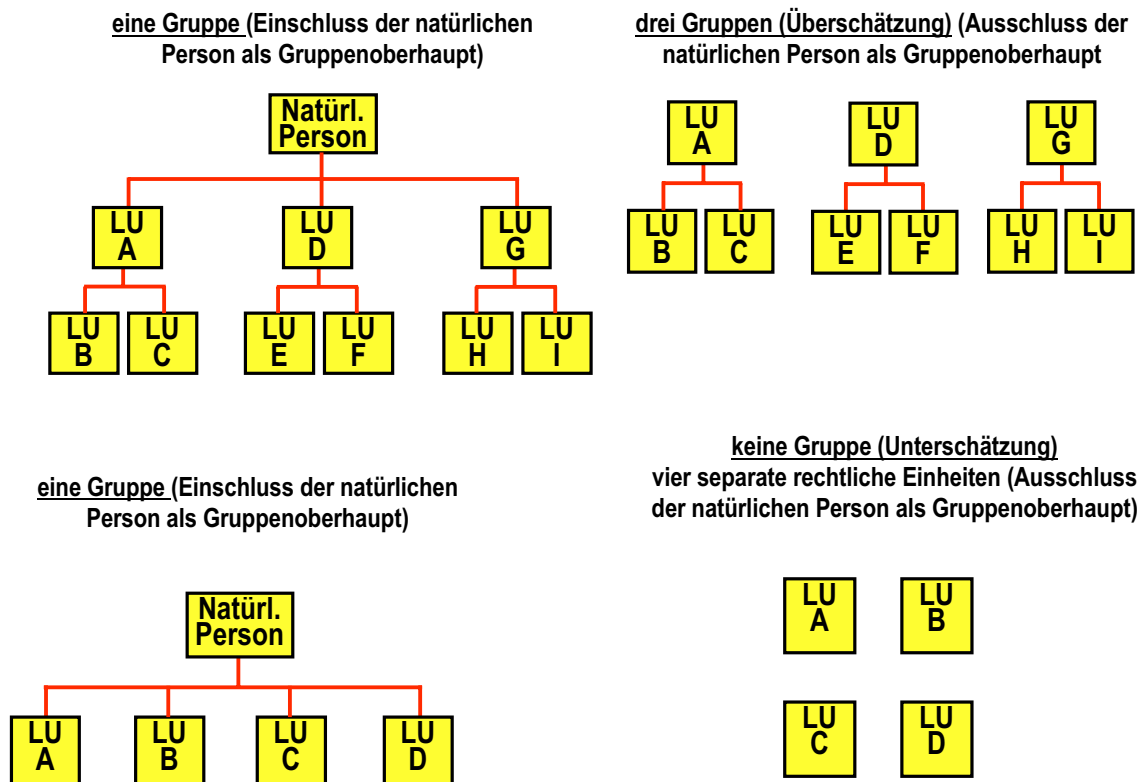 eine Gruppe (Einschluss der natürlichen
Person als Gruppenoberhaupt)
Natürl.
Person
LU
A
LU
D
LU
G
LU
B
LU
C
LU
E
LU
F
LU
H
LU
I
drei Gruppen (Überschätzung) (Ausschluss der
natürlichen Person als Gruppenoberhaupt
LU
A
LU
D
LU
G
LU
B
LU
C
LU
E
LU
F
LU
H
LU
I
eine Gruppe (Einschluss der natürlichen
Person als Gruppenoberhaupt)
Natürl.
Person
LU
A
LU
B
LU
C
LU
D
keine Gruppe (Unterschätzung)
vier separate rechtliche Einheiten (Ausschluss
der natürlichen Person als Gruppenoberhaupt)
LU
A
LU
B
LU
C
LU
D